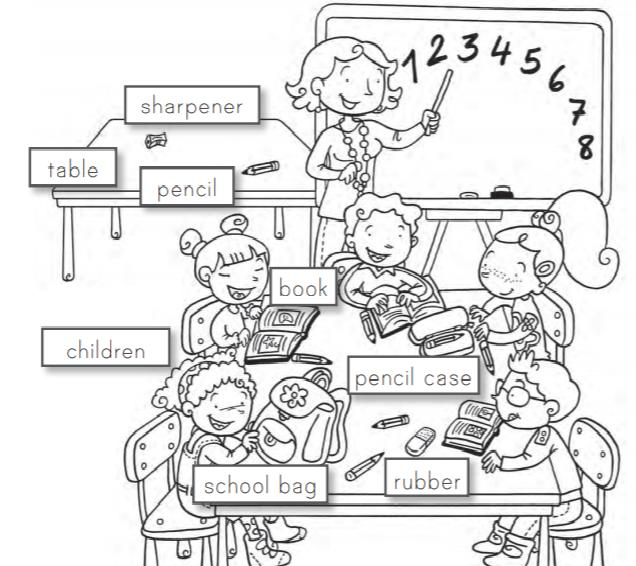 1 2 3 4 5 6 7 8
sharpener
table
pencil
book
children
pencil case
school bag
rubber